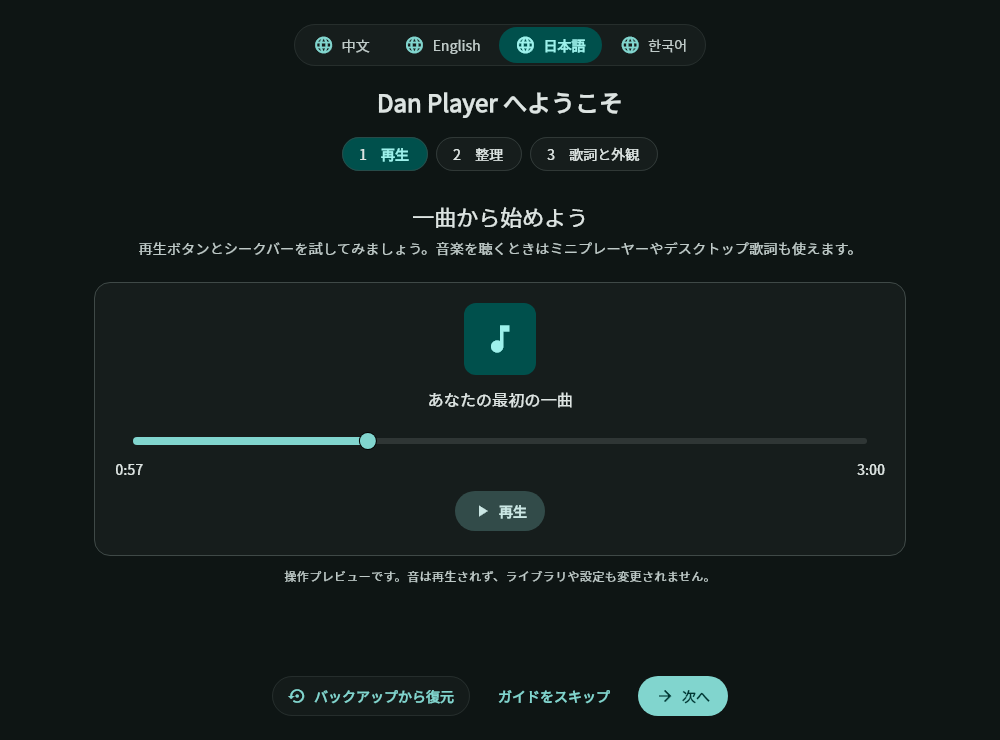 中文 English 日本語 한국어
Dan Player へようこそ
1 再生 2 整理 3 歌詞と外観
一曲から始めよう
再生ボタンとシークバーを試してみましょう。音楽を聴くときはミニプレーヤーやデスクトップ歌詞も使えます。
あなたの最初の一曲
0:57 3:00
再生
操作プレビューです。音は再生されず、ライブラリや設定も変更されません。
バックアップから復元 ガイドをスキップ 次へ